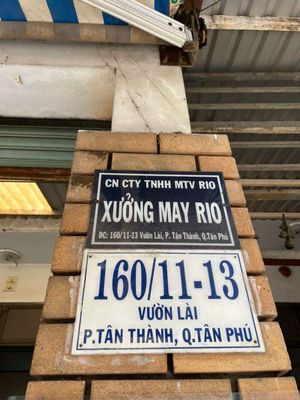 CN CTY TNHH MTV RIO
XƯỞNG MAY RIO
ĐC: 160/11-13 Vườn Lài, P. Tân Thành, Q.Tân Phú
160/11-13
VƯỜN LÀI
P.TÂN THÀNH, Q.TÂN PHÚ